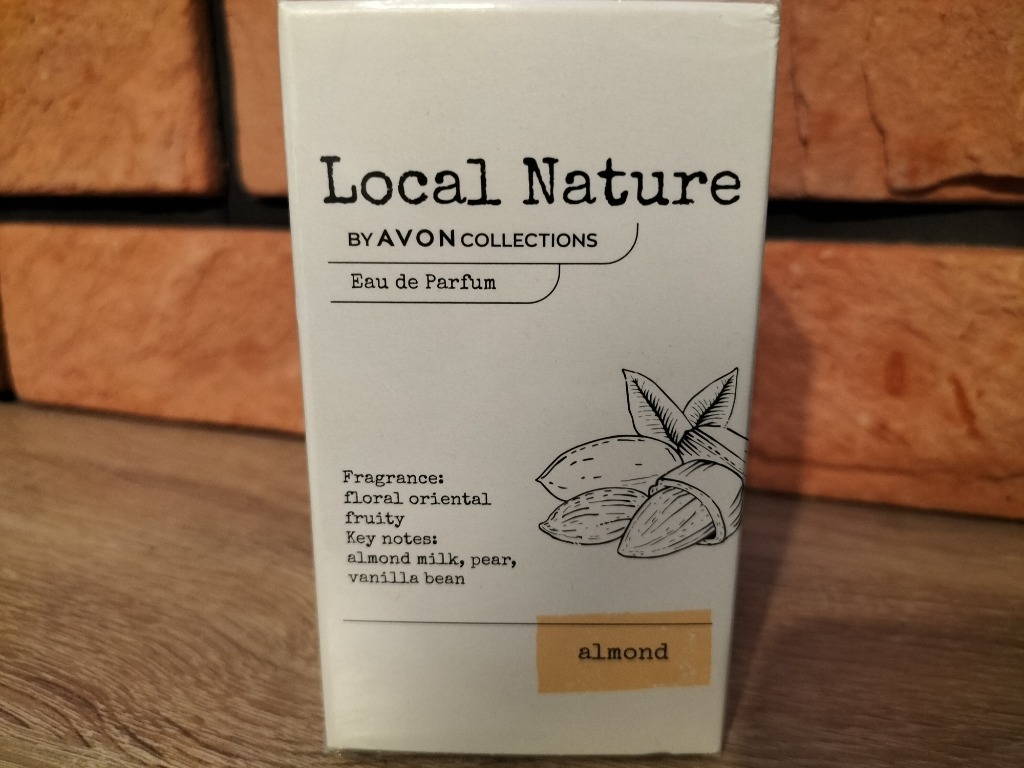 Local Nature
BY AVON COLLECTIONS
Eau de Parfum
Fragrance:
floral oriental
fruity
Key notes:
almond milk, pear,
vanilla bean
almond